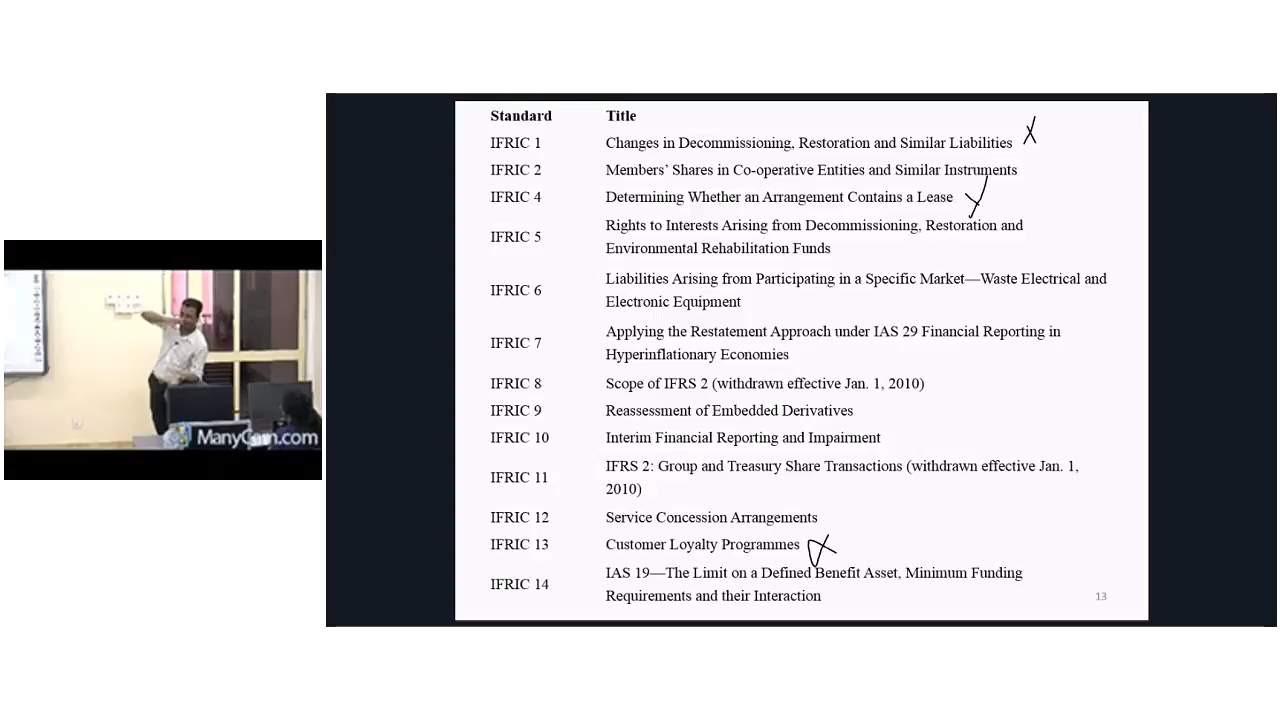 Standard Title
IFRIC 1 Changes in Decommissioning, Restoration and Similar Liabilities
IFRIC 2 Members’ Shares in Co-operative Entities and Similar Instruments
IFRIC 4 Determining Whether an Arrangement Contains a Lease
IFRIC 5 Rights to Interests Arising from Decommissioning, Restoration and
Environmental Rehabilitation Funds
IFRIC 6 Liabilities Arising from Participating in a Specific Market—Waste Electrical and
Electronic Equipment
IFRIC 7 Applying the Restatement Approach under IAS 29 Financial Reporting in
Hyperinflationary Economies
IFRIC 8 Scope of IFRS 2 (withdrawn effective Jan. 1, 2010)
IFRIC 9 Reassessment of Embedded Derivatives
IFRIC 10 Interim Financial Reporting and Impairment
IFRIC 11 IFRS 2: Group and Treasury Share Transactions (withdrawn effective Jan. 1,
2010)
IFRIC 12 Service Concession Arrangements
IFRIC 13 Customer Loyalty Programmes
IFRIC 14 IAS 19—The Limit on a Defined Benefit Asset, Minimum Funding
Requirements and their Interaction
13
ManyCam.com